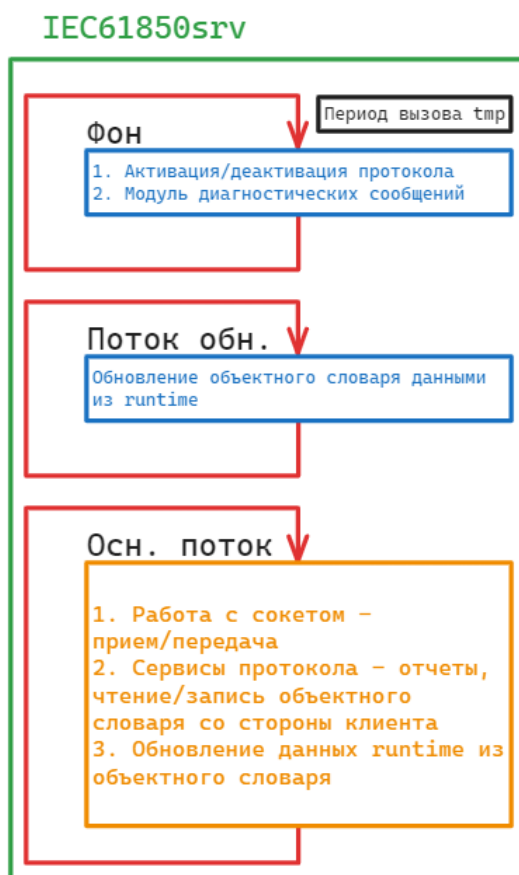 IEC61850srv
Период вызова tmp
Фон
1. Активация/деактивация протокола
2. Модуль диагностических сообщений
Поток обн.
Обновление объектного словаря данными
из runtime
Осн. поток
1. Работа с сокетом –
прием/передача
2. Сервисы протокола – отчеты,
чтение/запись объектного
словаря со стороны клиента
3. Обновление данных runtime из
объектного словаря